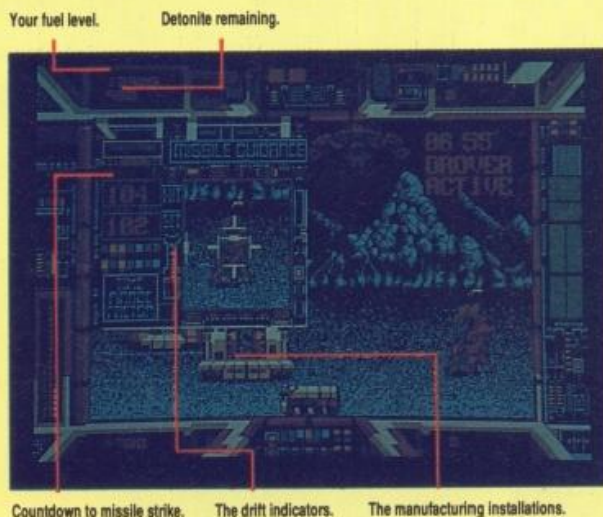 Your fuel level. Detonite remaining.
MISSILE GUIDANCE
06 55
DROVER
ACTIVE
104
102
Countdown to missile strike. The drift indicators. The manufacturing installations.